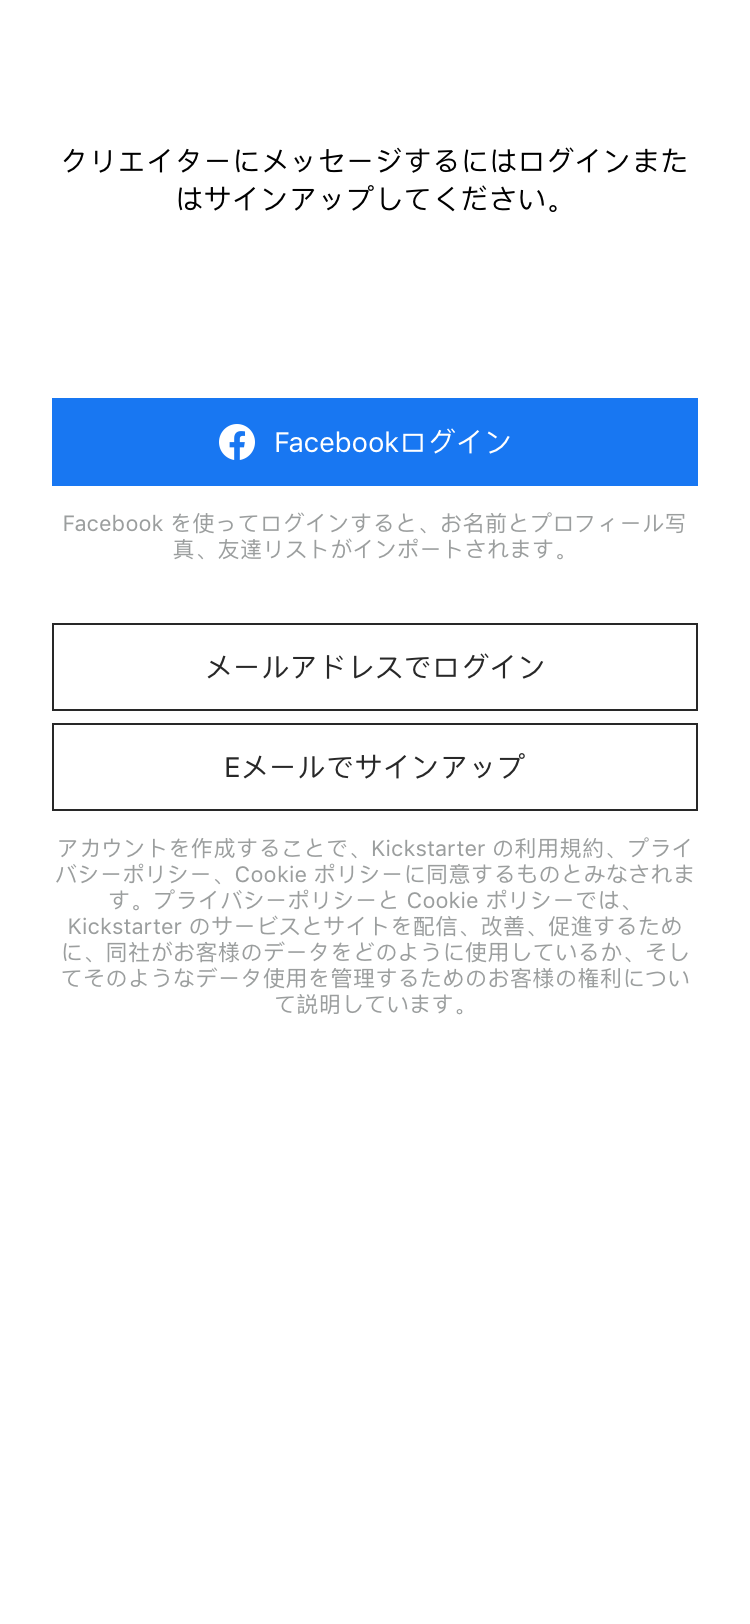 クリエイターにメッセージするにはログインまた
はサインアップしてください。
Facebookログイン
Facebook を使ってログインすると、お名前とプロフィール写
真、友達リストがインポートされます。
メールアドレスでログイン
Eメールでサインアップ
アカウントを作成することで、Kickstarter の利用規約、プライ
バシーポリシー、Cookie ポリシーに同意するものとみなされま
す。プライバシーポリシーと Cookie ポリシーでは、
Kickstarter のサービスとサイトを配信、改善、促進するため
に、同社がお客様のデータをどのように使用しているか、そし
てそのようなデータ使用を管理するためのお客様の権利につい
て説明しています。